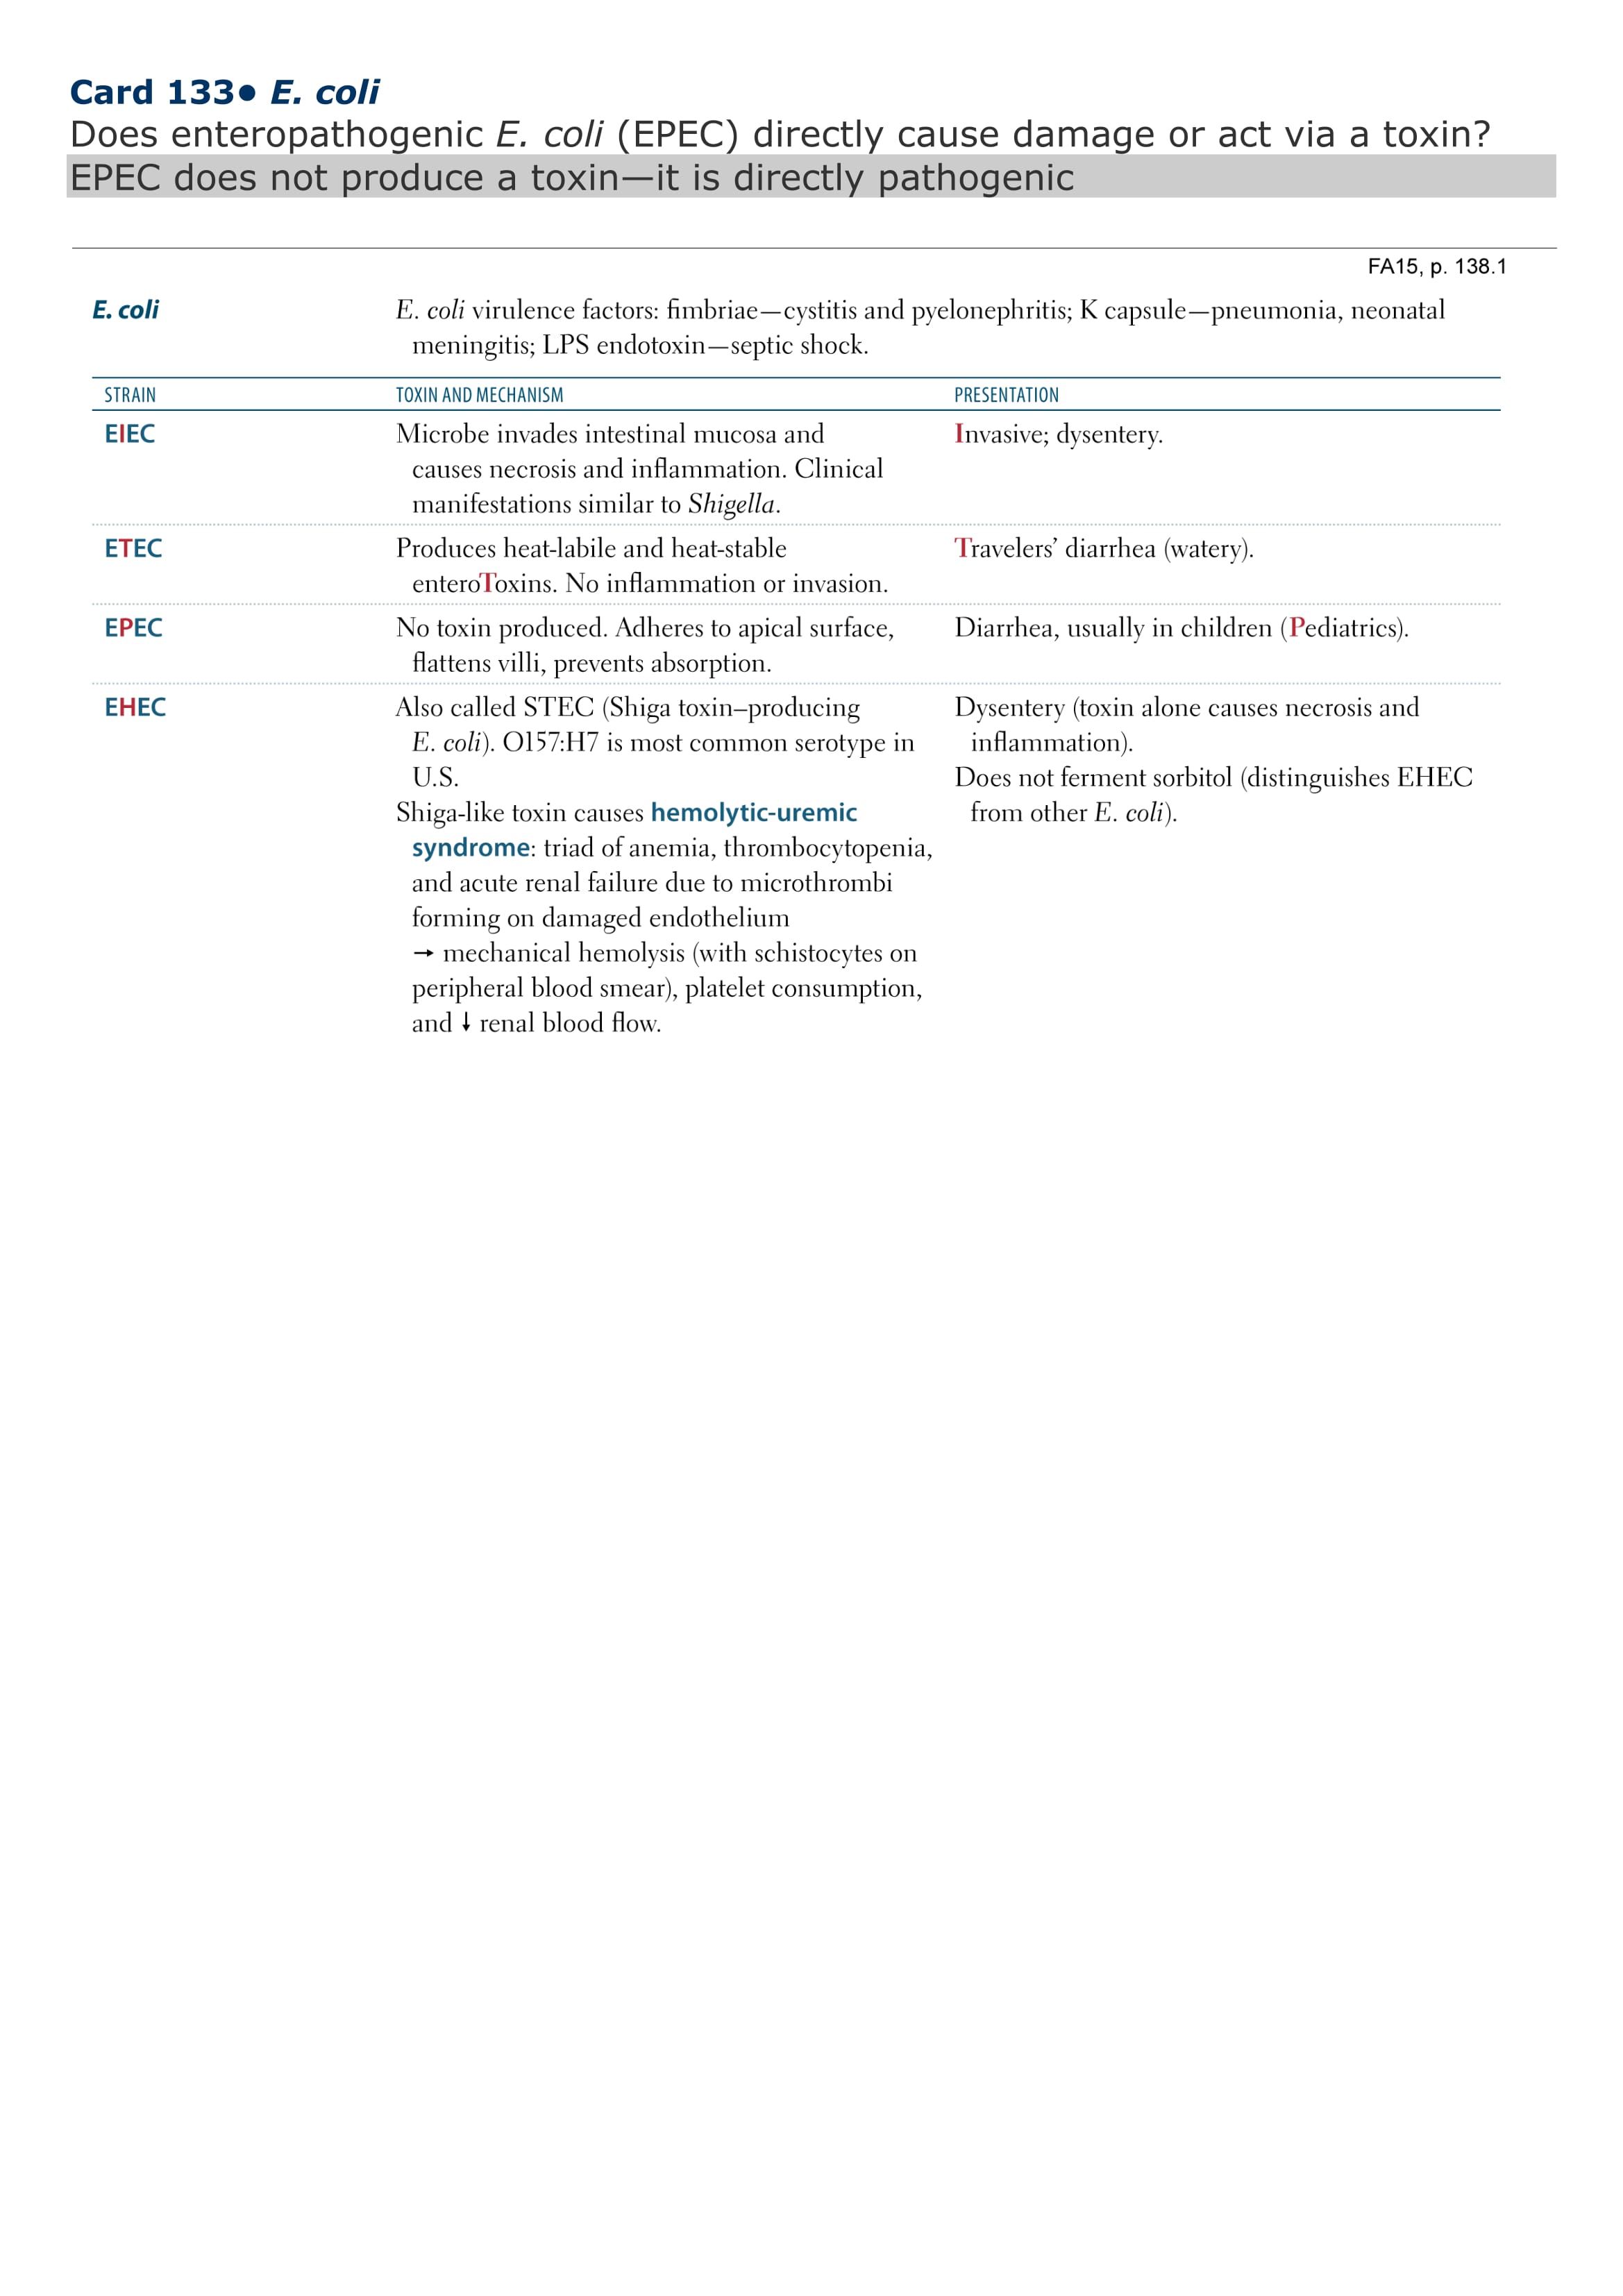 Card 133• E. coli
Does enteropathogenic E. coli (EPEC) directly cause damage or act via a toxin?
EPEC does not produce a toxin—it is directly pathogenic
FA15, p. 138.1
E. coli
E. coli virulence factors: fimbriae—cystitis and pyelonephritis; K capsule—pneumonia, neonatal
meningitis; LPS endotoxin—septic shock.
STRAIN TOXIN AND MECHANISM PRESENTATION
EIEC
Microbe invades intestinal mucosa and
causes necrosis and inflammation. Clinical
manifestations similar to Shigella.
Invasive; dysentery.
ETEC
Produces heat-labile and heat-stable
enteroToxins. No inflammation or invasion.
Travelers’ diarrhea (watery).
EPEC
No toxin produced. Adheres to apical surface,
flattens villi, prevents absorption.
Diarrhea, usually in children (Pediatrics).
EHEC
Also called STEC (Shiga toxin–producing
E. coli). O157:H7 is most common serotype in
U.S.
Shiga-like toxin causes hemolytic-uremic
syndrome: triad of anemia, thrombocytopenia,
and acute renal failure due to microthrombi
forming on damaged endothelium
→ mechanical hemolysis (with schistocytes on
peripheral blood smear), platelet consumption,
and ↓ renal blood flow.
Dysentery (toxin alone causes necrosis and
inflammation).
Does not ferment sorbitol (distinguishes EHEC
from other E. coli).